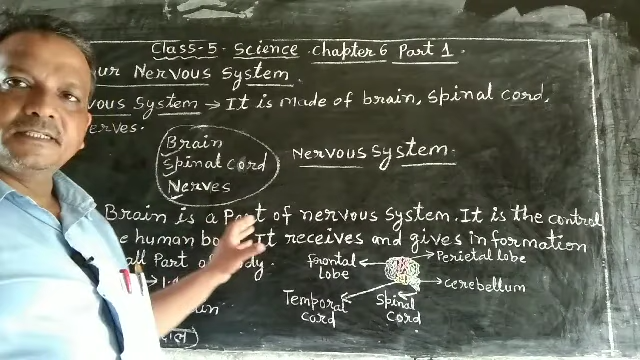 Class-5 Science chapter 6 Part 1.
ur Nervous System.
vous System → It is made of brain, Spinal cord,
erves.
Brain
Spinal cord
Nerves
Nervous System.
Brain is a Part of nervous system. It is the control
e human bo It receives and gives information
all Part o dy.
frontal lobe
Perietal lobe
cerebellum
Temporal cord
Spinal cord